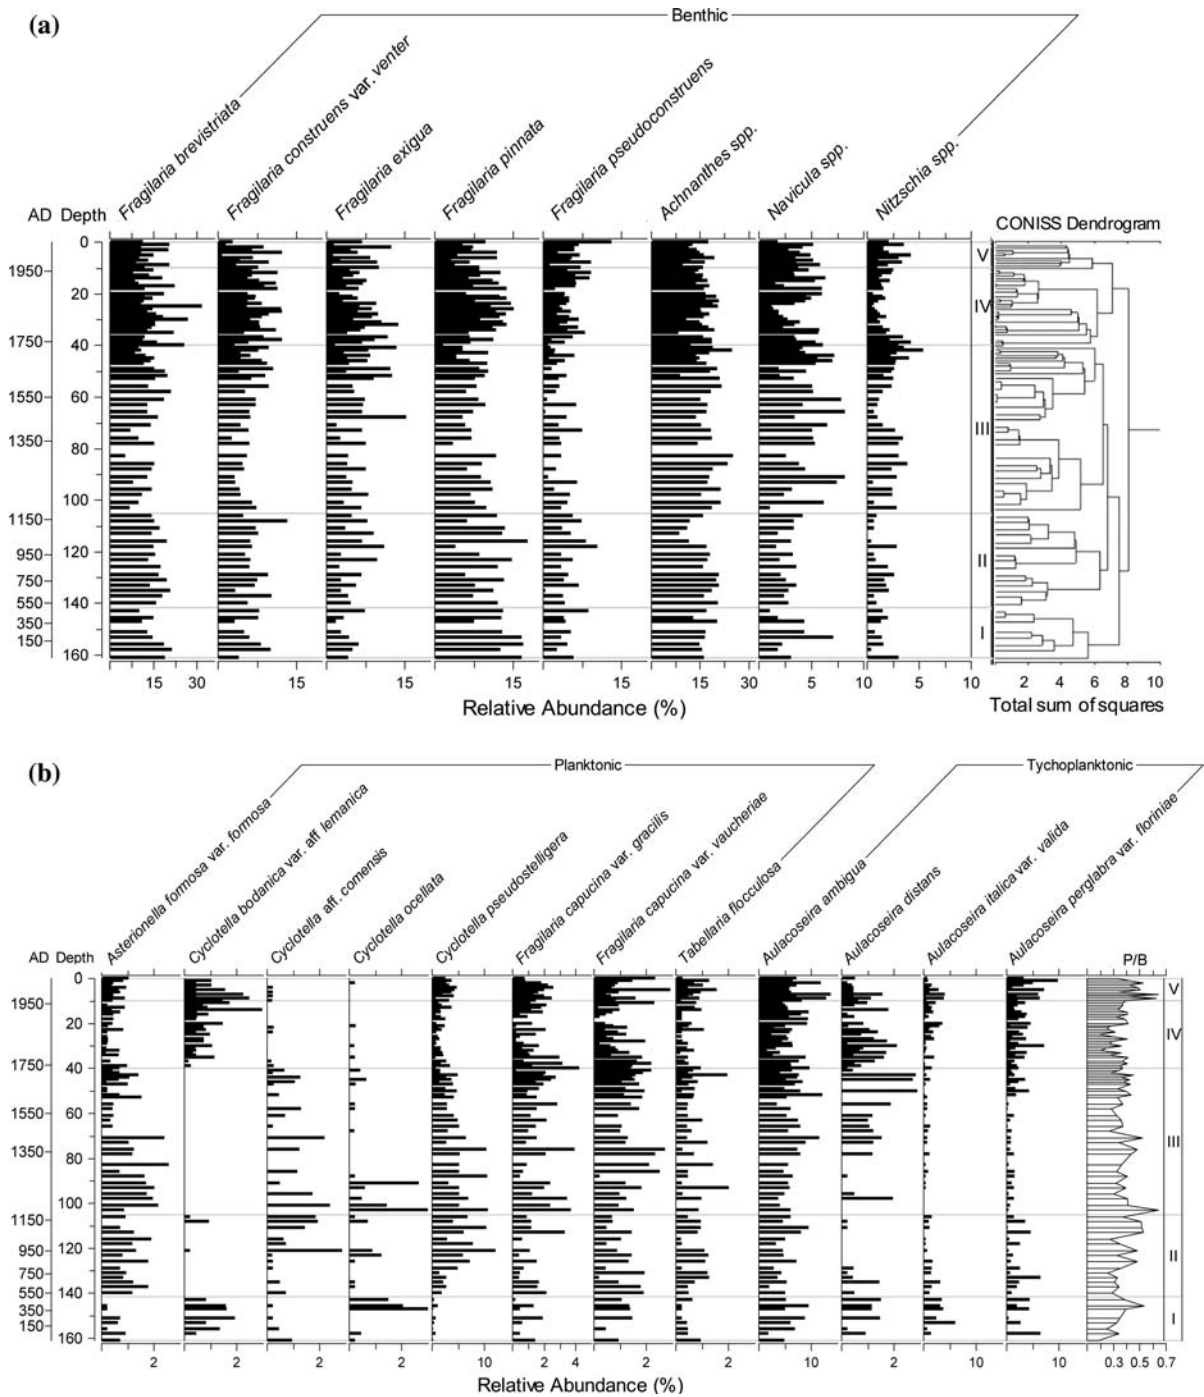 (a)
Benthic
Fragilaria brevistriata
Fragilaria construens var. venter
Fragilaria exigua
Fragilaria pinnata
Fragilaria pseudoconstruens
Achnanthes spp.
Navicula spp.
Nitzschia spp.
AD Depth
CONISS Dendrogram
0
20
40
60
80
100
120
140
160
1950
1750
1550
1350
1150
950
750
550
350
150
V
IV
III
II
I
15 30 15 15 15 15 15 30 5 10 5 10 2 4 6 8 10
Relative Abundance (%)
Total sum of squares
(b)
Planktonic
Tychoplanktonic
Asterionella formosa var. formosa
Cyclotella bodanica var. aff lemanica
Cyclotella aff. comensis
Cyclotella ocellata
Cyclotella pseudostelligera
Fragilaria capucina var. gracilis
Fragilaria capucina var. vaucheriae
Tabellaria flocculosa
Aulacoseira ambigua
Aulacoseira distans
Aulacoseira italica var. valida
Aulacoseira perglabra var. floriniae
AD Depth
P/B
0
20
40
60
80
100
120
140
160
1950
1750
1550
1350
1150
950
750
550
350
150
V
IV
III
II
I
2 2 2 2 10 2 4 2 2 10 2 10 10 0.3 0.5 0.7
Relative Abundance (%)